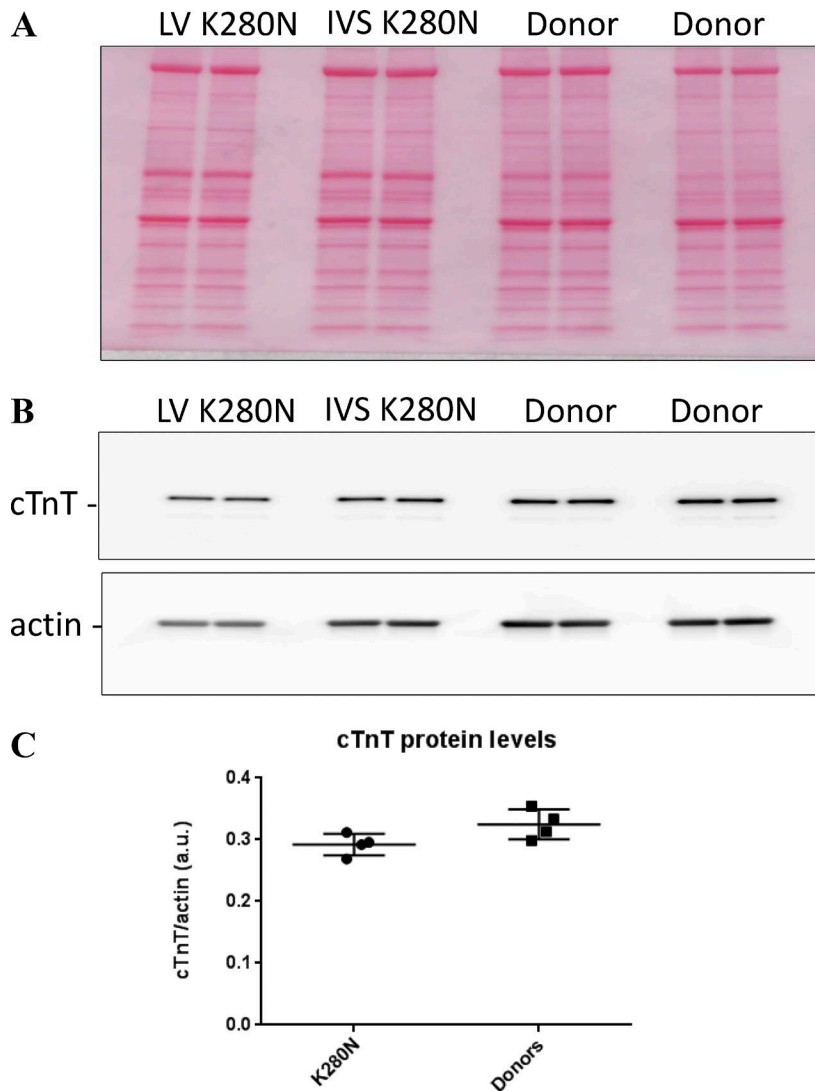 A
LV K280N IVS K280N Donor Donor
B
LV K280N IVS K280N Donor Donor
cTnT -
actin -
C
cTnT protein levels
cTnT/actin (a.u.)
0.4
0.3
0.2
0.1
0.0
K280N
Donors